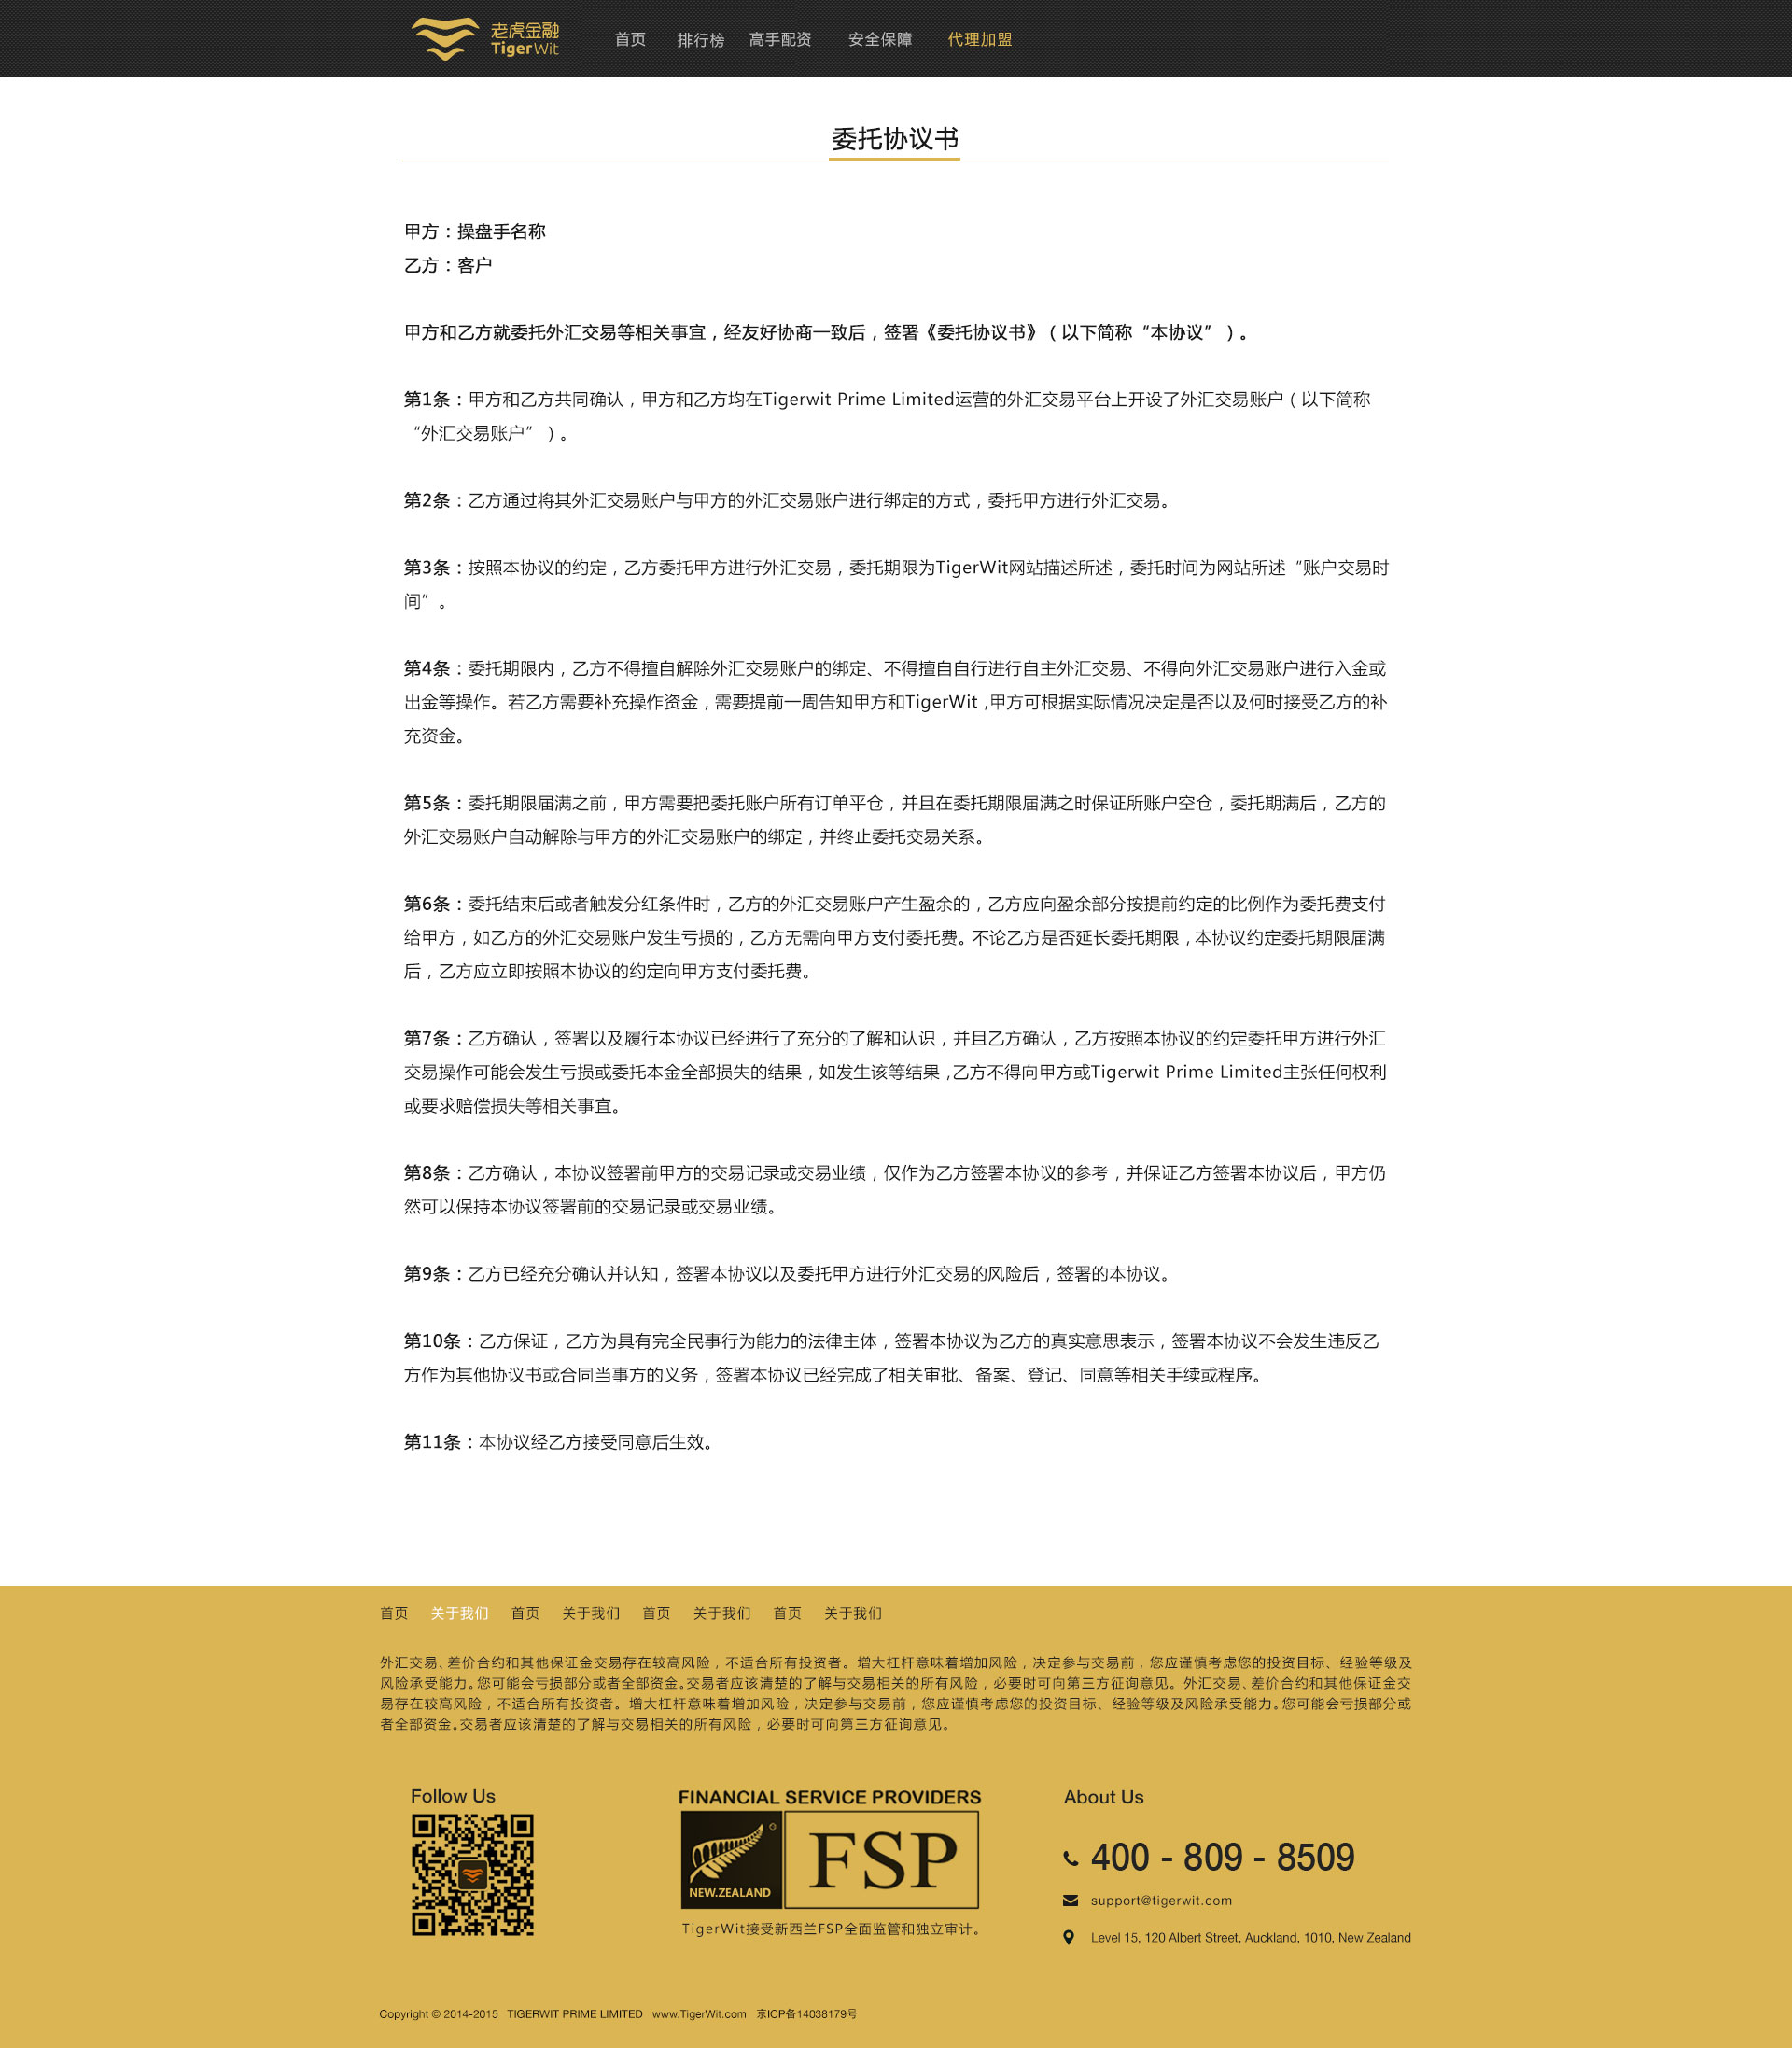 老虎金融
TigerWit
首页 排行榜 高手配资 安全保障 代理加盟
委托协议书
甲方：操盘手名称
乙方：客户
甲方和乙方就委托外汇交易等相关事宜，经友好协商一致后，签署《委托协议书》（以下简称“本协议”）。
第1条：甲方和乙方共同确认，甲方和乙方均在Tigerwit Prime Limited运营的外汇交易平台上开设了外汇交易账户（以下简称
“外汇交易账户”）。
第2条：乙方通过将其外汇交易账户与甲方的外汇交易账户进行绑定的方式，委托甲方进行外汇交易。
第3条：按照本协议的约定，乙方委托甲方进行外汇交易，委托期限为TigerWit网站描述所述，委托时间为网站所述“账户交易时
间”。
第4条：委托期限内，乙方不得擅自解除外汇交易账户的绑定、不得擅自自行进行自主外汇交易、不得向外汇交易账户进行入金或
出金等操作。若乙方需要补充操作资金，需要提前一周告知甲方和TigerWit，甲方可根据实际情况决定是否以及何时接受乙方的补
充资金。
第5条：委托期限届满之前，甲方需要把委托账户所有订单平仓，并且在委托期限届满之时保证所账户空仓，委托期满后，乙方的
外汇交易账户自动解除与甲方的外汇交易账户的绑定，并终止委托交易关系。
第6条：委托结束后或者触发分红条件时，乙方的外汇交易账户产生盈余的，乙方应向盈余部分按提前约定的比例作为委托费支付
给甲方，如乙方的外汇交易账户发生亏损的，乙方无需向甲方支付委托费。不论乙方是否延长委托期限，本协议约定委托期限届满
后，乙方应立即按照本协议的约定向甲方支付委托费。
第7条：乙方确认，签署以及履行本协议已经进行了充分的了解和认识，并且乙方确认，乙方按照本协议的约定委托甲方进行外汇
交易操作可能会发生亏损或委托本金全部损失的结果，如发生该等结果，乙方不得向甲方或Tigerwit Prime Limited主张任何权利
或要求赔偿损失等相关事宜。
第8条：乙方确认，本协议签署前甲方的交易记录或交易业绩，仅作为乙方签署本协议的参考，并保证乙方签署本协议后，甲方仍
然可以保持本协议签署前的交易记录或交易业绩。
第9条：乙方已经充分确认并认知，签署本协议以及委托甲方进行外汇交易的风险后，签署的本协议。
第10条：乙方保证，乙方为具有完全民事行为能力的法律主体，签署本协议为乙方的真实意思表示，签署本协议不会发生违反乙
方作为其他协议书或合同当事方的义务，签署本协议已经完成了相关审批、备案、登记、同意等相关手续或程序。
第11条：本协议经乙方接受同意后生效。
首页 关于我们 首页 关于我们 首页 关于我们 首页 关于我们
外汇交易、差价合约和其他保证金交易存在较高风险，不适合所有投资者。增大杠杆意味着增加风险，决定参与交易前，您应谨慎考虑您的投资目标、经验等级及
风险承受能力。您可能会亏损部分或者全部资金。交易者应该清楚的了解与交易相关的所有风险，必要时可向第三方征询意见。外汇交易、差价合约和其他保证金交
易存在较高风险，不适合所有投资者。增大杠杆意味着增加风险，决定参与交易前，您应谨慎考虑您的投资目标、经验等级及风险承受能力。您可能会亏损部分或
者全部资金。交易者应该清楚的了解与交易相关的所有风险，必要时可向第三方征询意见。
Follow Us
FINANCIAL SERVICE PROVIDERS
NEW.ZEALAND
FSP
TigerWit接受新西兰FSP全面监管和独立审计。
About Us
400 - 809 - 8509
support@tigerwit.com
Level 15, 120 Albert Street, Auckland, 1010, New Zealand
Copyright © 2014-2015 TIGERWIT PRIME LIMITED www.TigerWit.com 京ICP备14038179号